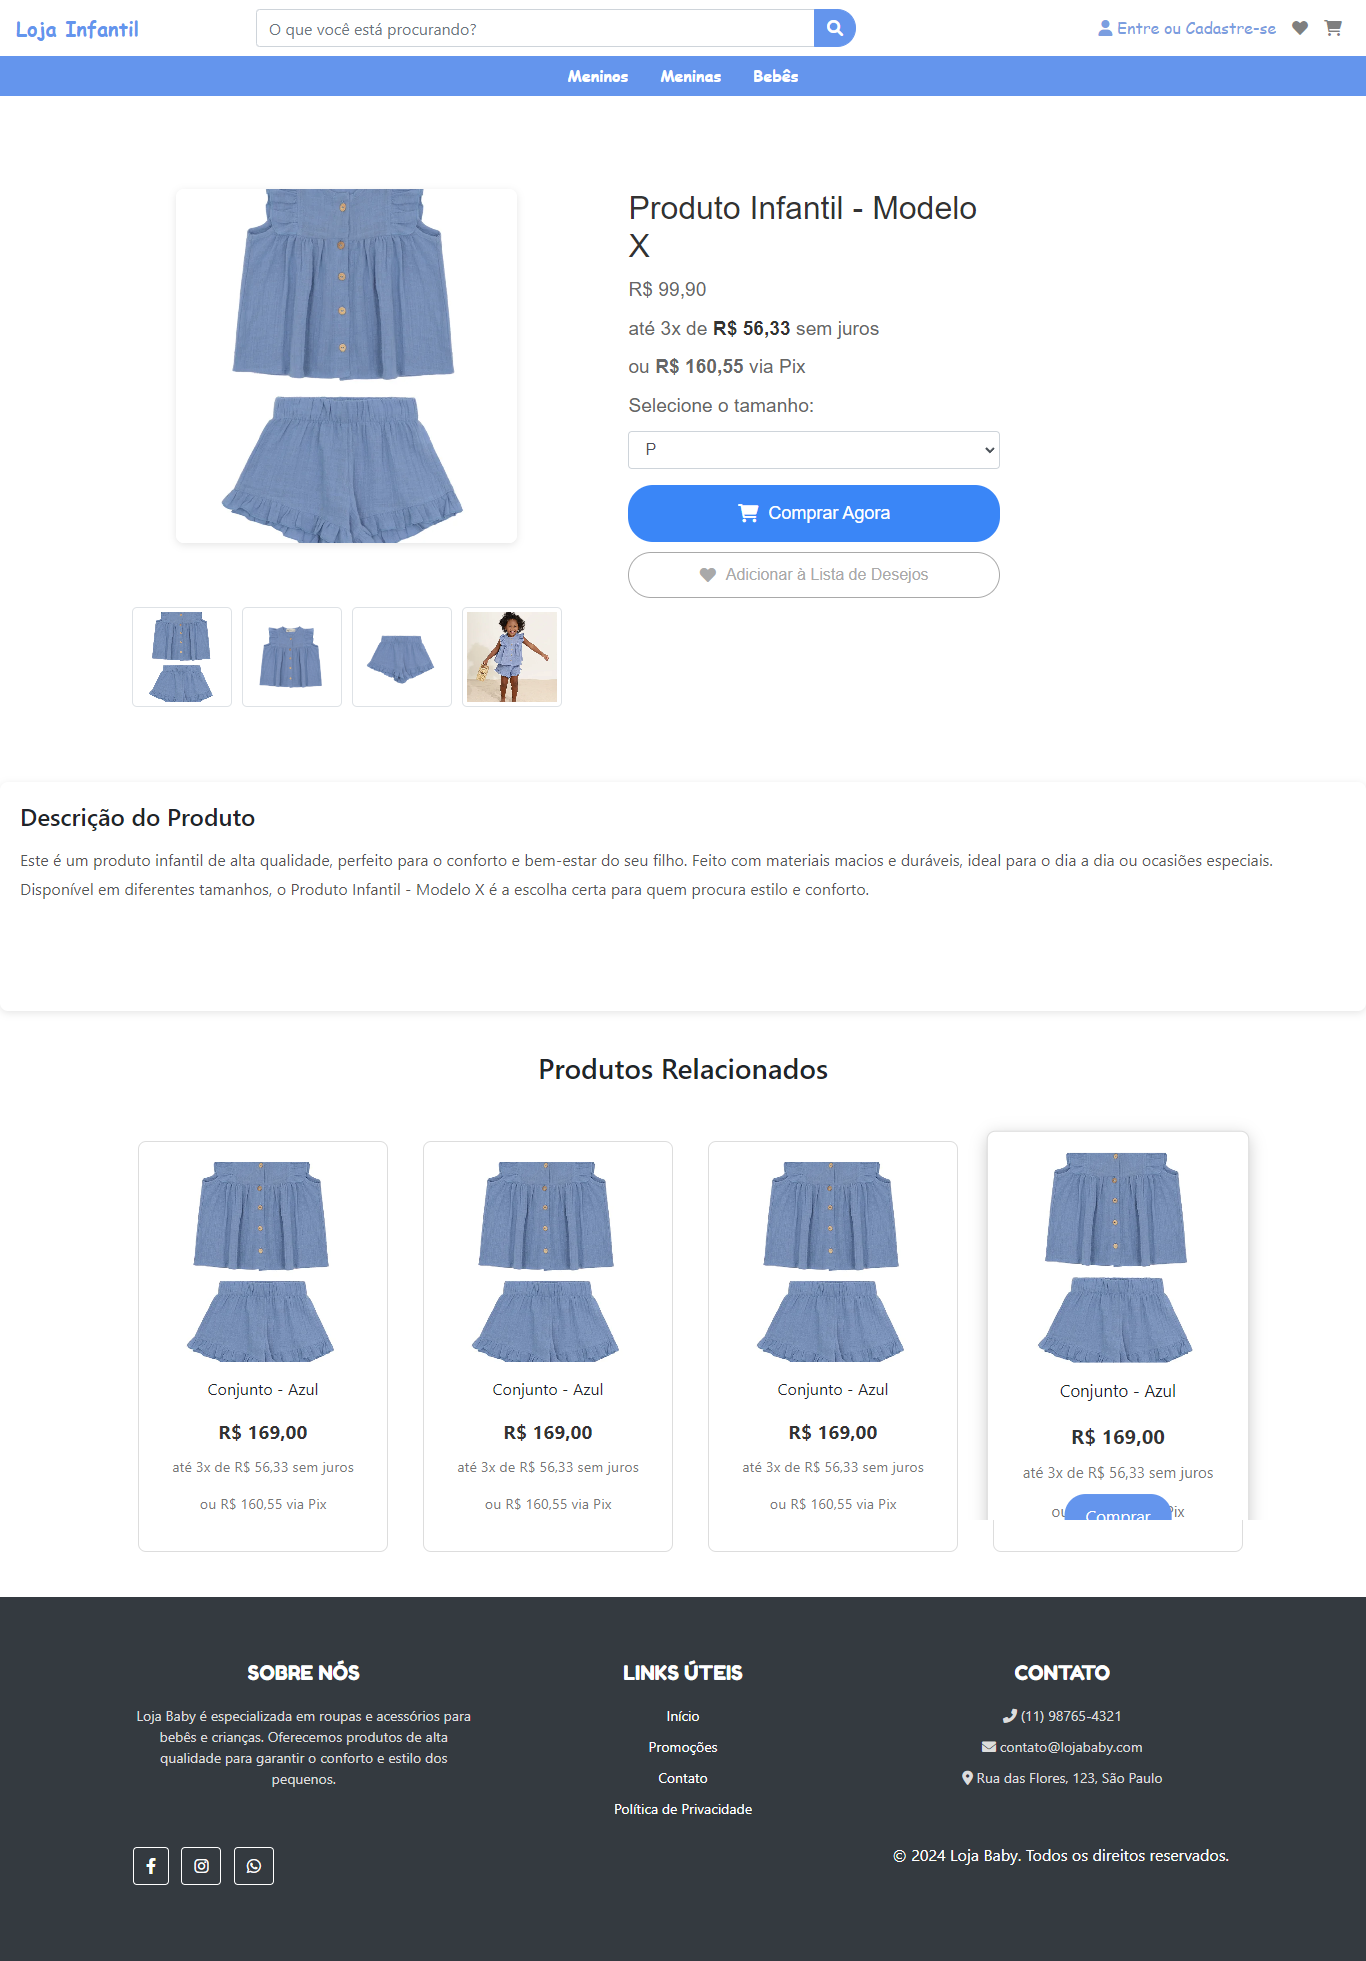 Loja Infantil
O que você está procurando?
Entre ou Cadastre-se
Meninos Meninas Bebês
Produto Infantil - Modelo
X
R$ 99,90
até 3x de R$ 56,33 sem juros
ou R$ 160,55 via Pix
Selecione o tamanho:
P
Comprar Agora
Adicionar à Lista de Desejos
Descrição do Produto
Este é um produto infantil de alta qualidade, perfeito para o conforto e bem-estar do seu filho. Feito com materiais macios e duráveis, ideal para o dia a dia ou ocasiões especiais.
Disponível em diferentes tamanhos, o Produto Infantil - Modelo X é a escolha certa para quem procura estilo e conforto.
Produtos Relacionados
Conjunto - Azul
R$ 169,00
até 3x de R$ 56,33 sem juros
ou R$ 160,55 via Pix
Conjunto - Azul
R$ 169,00
até 3x de R$ 56,33 sem juros
ou R$ 160,55 via Pix
Conjunto - Azul
R$ 169,00
até 3x de R$ 56,33 sem juros
ou R$ 160,55 via Pix
Conjunto - Azul
R$ 169,00
até 3x de R$ 56,33 sem juros
ou Pix
Comprar
SOBRE NÓS
Loja Baby é especializada em roupas e acessórios para
bebês e crianças. Oferecemos produtos de alta
qualidade para garantir o conforto e estilo dos
pequenos.
LINKS ÚTEIS
Início
Promoções
Contato
Política de Privacidade
CONTATO
(11) 98765-4321
contato@lojababy.com
Rua das Flores, 123, São Paulo
© 2024 Loja Baby. Todos os direitos reservados.